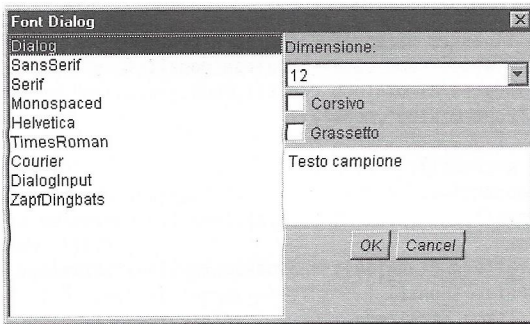 Font Dialog
Dialog
SansSerif
Serif
Monospaced
Helvetica
TimesRoman
Courier
DialogInput
ZapfDingbats
Dimensione:
12
Corsivo
Grassetto
Testo campione
OK Cancel